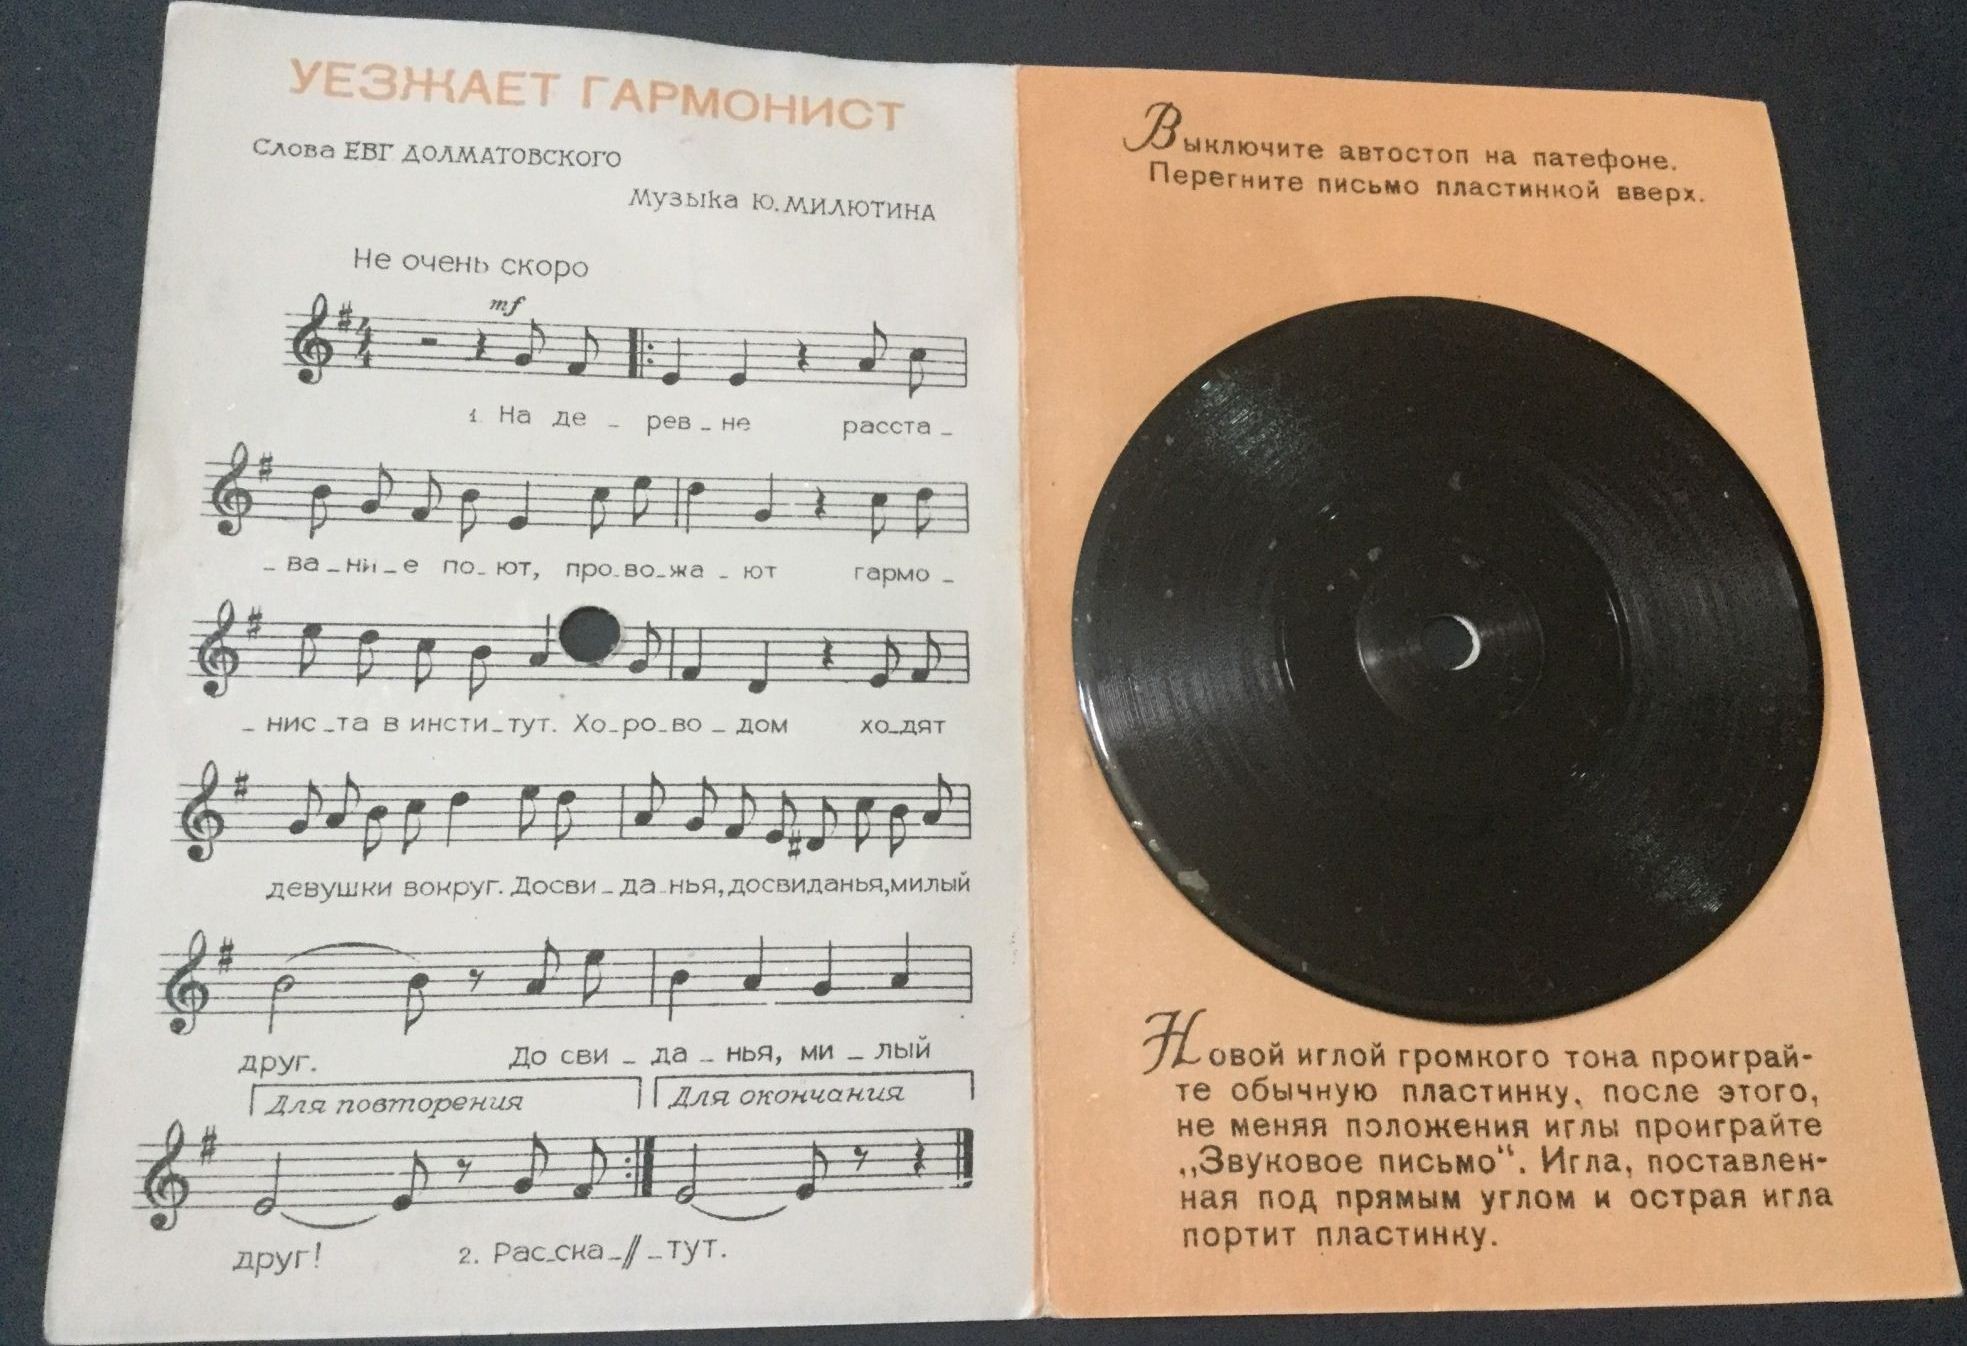 УЕЗЖАЕТ ГАРМОНИСТ
Слова ЕВГ ДОЛМАТОВСКОГО
Музыка Ю.МИЛЮТИНА
Не очень скоро
mf
1. На де _ рев _ не расста _
_ ва _ ни _ е по _ ют, про _ во _ жа _ ют гармо _
_ нис _ та в инсти _ тут. Хо _ ро _ во _ дом хо _ дят
девушки вокруг. Досви _ да _ нья, досвиданья, милый
друг. До сви _ да _ нья, ми _ лый
Для повторения Для окончания
друг! 2. Рас _ ска _ // _ тут.
Выключите автостоп на патефоне.
Перегните письмо пластинкой вверх.
Новой иглой громкого тона проиграй-
те обычную пластинку, после этого,
не меняя положения иглы проиграйте
„Звуковое письмо“. Игла, поставлен-
ная под прямым углом и острая игла
портит пластинку.